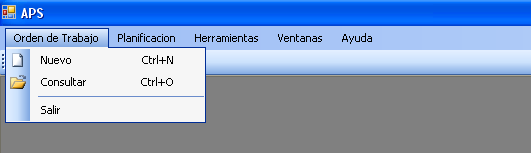 APS
Orden de Trabajo Planificacion Herramientas Ventanas Ayuda
Nuevo Ctrl+N
Consultar Ctrl+O
Salir